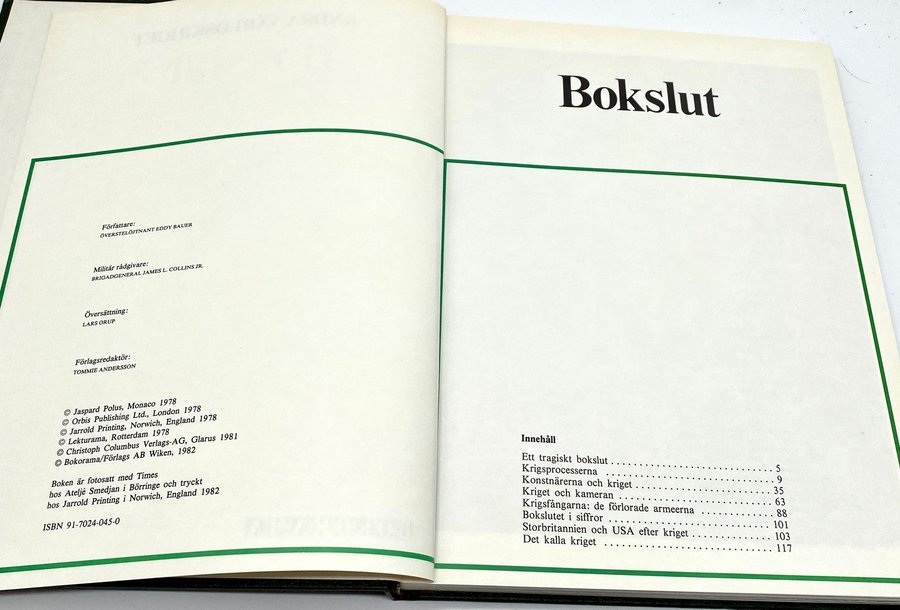 Författare:
ÖVERSTELÖJTNANT EDDY BAUER
Militär rådgivare:
BRIGADGENERAL JAMES L. COLLINS JR.
Översättning:
LARS ORUP
Förlagsredaktör:
TOMMIE ANDERSSON
© Jaspard Polus, Monaco 1978
© Orbis Publishing Ltd., London 1978
© Jarrold Printing, Norwich, England 1978
© Lekturama, Rotterdam 1978
© Christoph Columbus Verlags-AG, Glarus 1981
© Bokorama/Förlags AB Wiken, 1982
Boken är fotosatt med Times
hos Ateljé Smedjan i Börringe och tryckt
hos Jarrold Printing i Norwich, England 1982
ISBN 91-7024-045-0
Bokslut
Innehåll
Ett tragiskt bokslut . . . . . . . . . . . . . . . . . . . . . . . . . . 5
Krigsprocesserna . . . . . . . . . . . . . . . . . . . . . . . . . . . . 9
Konstnärerna och kriget . . . . . . . . . . . . . . . . . . . . . . 35
Kriget och kameran . . . . . . . . . . . . . . . . . . . . . . . . . 63
Krigsfångarna: de förlorade armeerna . . . . . . . . . . . 88
Bokslutet i siffror . . . . . . . . . . . . . . . . . . . . . . . . . . 101
Storbritannien och USA efter kriget . . . . . . . . . . . . . 103
Det kalla kriget . . . . . . . . . . . . . . . . . . . . . . . . . . . . 117